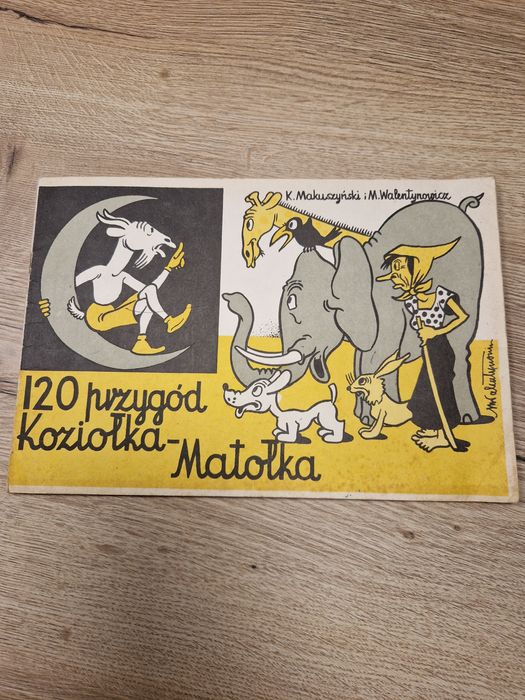 K. Makuszyński i M. Walentynowicz
120 przygód
Koziołka-
Matołka